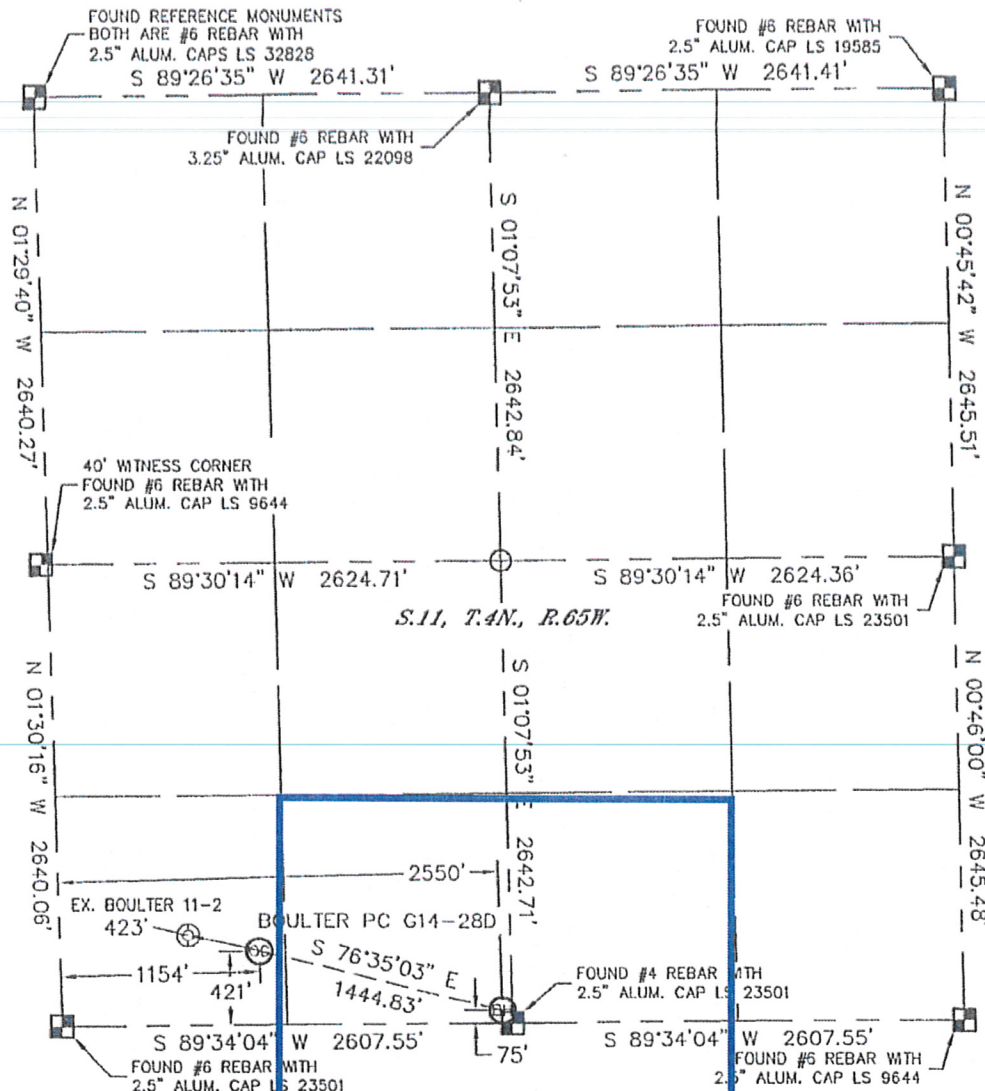 FOUND REFERENCE MONUMENTS
BOTH ARE #6 REBAR WITH
2.5" ALUM. CAPS LS 32828
S 89°26'35" W 2641.31'
FOUND #6 REBAR WITH
2.5" ALUM. CAP LS 19585
S 89°26'35" W 2641.41'
FOUND #6 REBAR WITH
3.25" ALUM. CAP LS 22098
N 01°29'40" W 2640.27'
S 01°07'53" E 2642.84'
N 00°45'42" W 2645.51'
40' WITNESS CORNER
FOUND #6 REBAR WITH
2.5" ALUM. CAP LS 9644
S 89°30'14" W 2624.71'
S 89°30'14" W 2624.36'
FOUND #6 REBAR WITH
2.5" ALUM. CAP LS 23501
S.11, T.4N., R.65W.
N 01°30'16" W 2640.06'
S 01°07'53" E 2642.71'
N 00°46'00" W 2645.48'
2550'
EX. BOULTER 11-2
423'
BOULTER PC G14-28D
S 76°35'03" E
1444.83'
1154'
421'
FOUND #4 REBAR WITH
2.5" ALUM. CAP LS 23501
75'
S 89°34'04" W 2607.55'
S 89°34'04" W 2607.55'
FOUND #6 REBAR WITH
2.5" ALUM. CAP LS 23501
FOUND #6 REBAR WITH
2.5" ALUM. CAP LS 9644